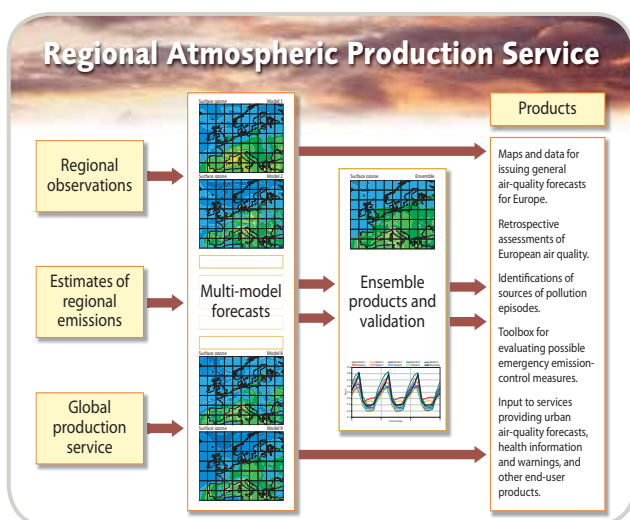 Regional Atmospheric Production Service
Regional
observations
Estimates of
regional
emissions
Global
production
service
Surface ozone Model 1
Surface ozone Model 2
Multi-model
forecasts
Surface ozone Model 8
Surface ozone Model 9
Surface ozone Ensemble
Ensemble
products and
validation
Products
Maps and data for
issuing general
air-quality forecasts
for Europe.
Retrospective
assessments of
European air quality.
Identifications of
sources of pollution
episodes.
Toolbox for
evaluating possible
emergency emission-
control measures.
Input to services
providing urban
air-quality forecasts,
health information
and warnings, and
other end-user
products.